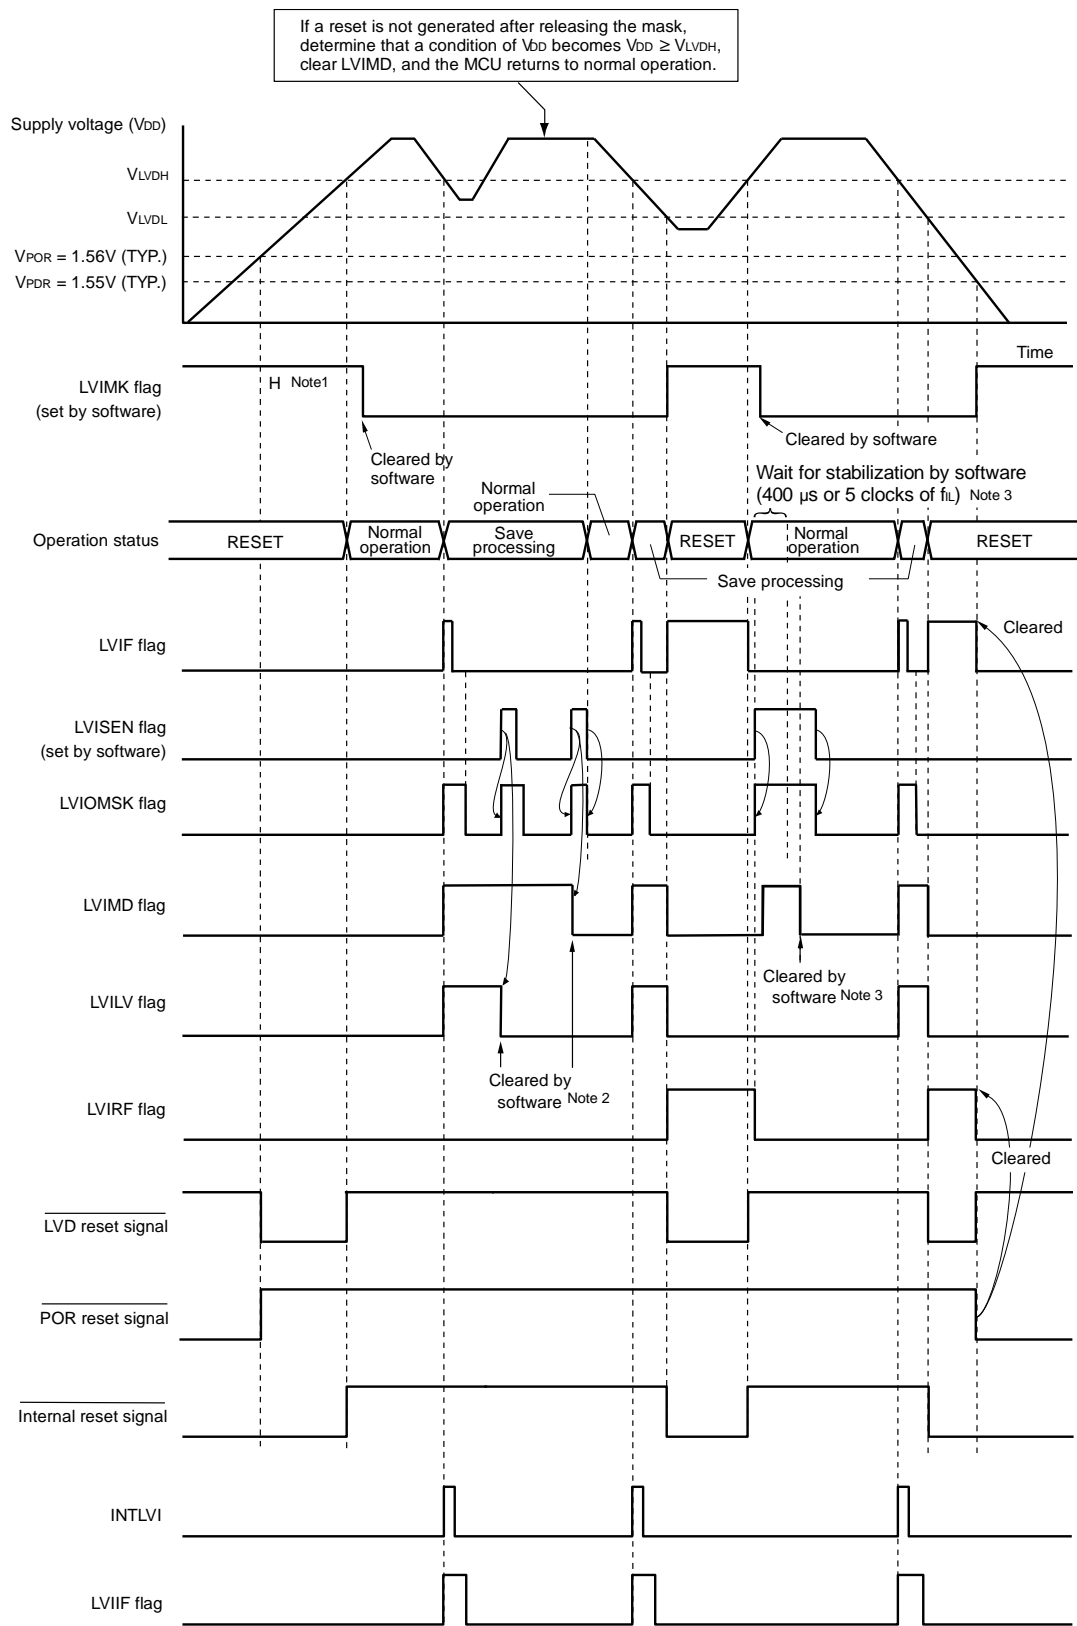 If a reset is not generated after releasing the mask,
determine that a condition of VDD becomes VDD ≥ VLVDH,
clear LVIMD, and the MCU returns to normal operation.
Supply voltage (VDD)
VLVDH
VLVDL
VPOR = 1.56V (TYP.)
VPDR = 1.55V (TYP.)
Time
LVIMK flag
(set by software)
H Note1
Cleared by
software
Cleared by software
Wait for stabilization by software
(400 µs or 5 clocks of fIL) Note 3
Normal
operation
Operation status
RESET
Normal
operation
Save
processing
RESET
Normal
operation
RESET
Save processing
LVIF flag
Cleared
LVISEN flag
(set by software)
LVIOMSK flag
LVIMD flag
Cleared by
software Note 3
LVILV flag
Cleared by
software Note 2
LVIRF flag
Cleared
LVD reset signal
POR reset signal
Internal reset signal
INTLVI
LVIIF flag